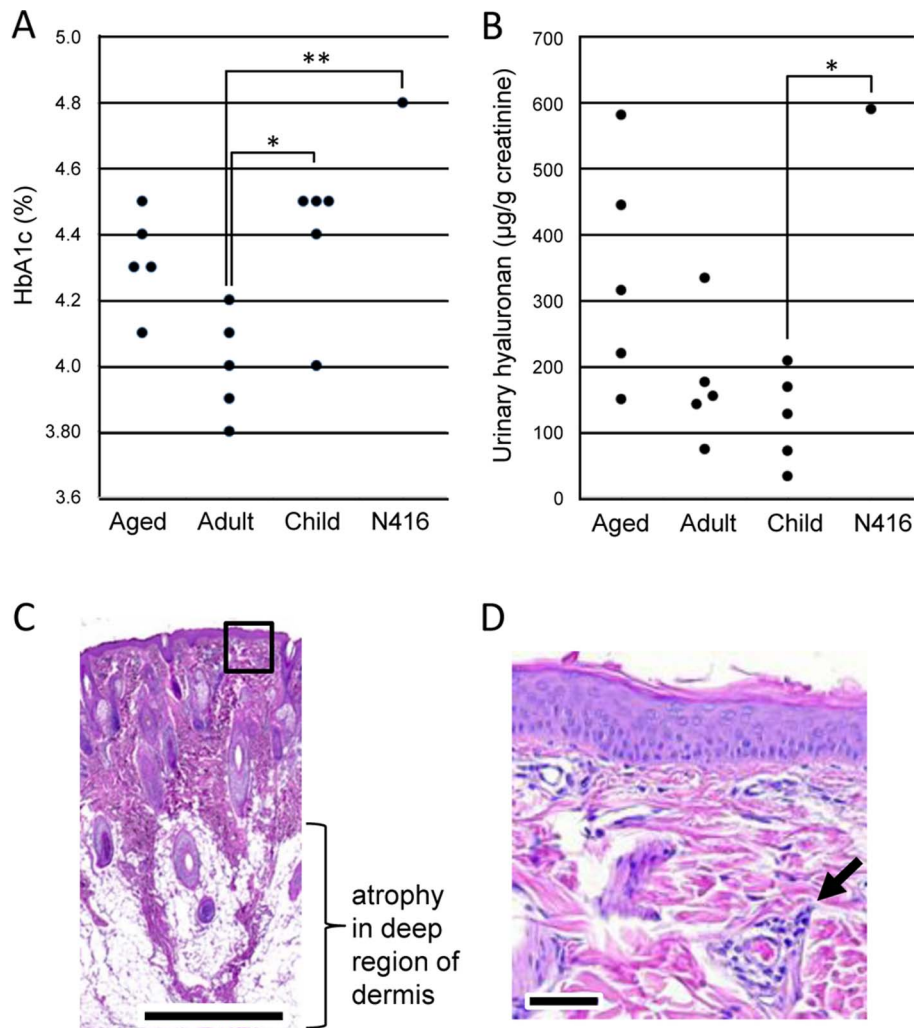 A
5.0
4.8
4.6
4.4
4.2
4.0
3.80
3.6
HbA1c (%)
**
*
Aged Adult Child N416
B
700
600
500
400
300
200
100
0
Urinary hyaluronan (µg/g creatinine)
*
Aged Adult Child N416
C
atrophy
in deep
region of
dermis
D